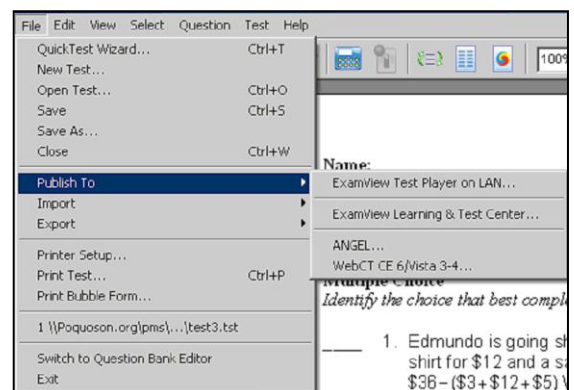 File Edit View Select Question Test Help
QuickTest Wizard... Ctrl+T
New Test...
Open Test... Ctrl+O
Save Ctrl+S
Save As...
Close Ctrl+W
Publish To
Import
Export
Printer Setup...
Print Test... Ctrl+P
Print Bubble Form...
1 \\Poquoson.org\pms\...\test3.tst
Switch to Question Bank Editor
Exit
ExamView Test Player on LAN...
ExamView Learning & Test Center...
ANGEL...
WebCT CE 6/Vista 3-4...
100%
Name:
Multiple Choice
Identify the choice that best
____ 1. Edmundo is going
shirt for $12 and a
$36–($3+$12+$5)